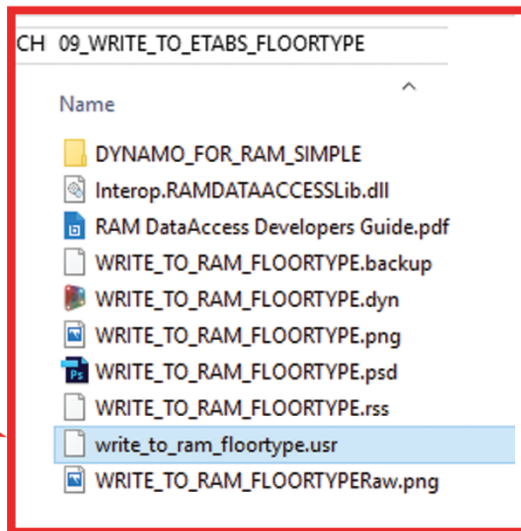 CH 09_WRITE_TO_ETABS_FLOORTYPE
Name
DYNAMO_FOR_RAM_SIMPLE
Interop.RAMDATAACCESSLib.dll
RAM DataAccess Developers Guide.pdf
WRITE_TO_RAM_FLOORTYPE.backup
WRITE_TO_RAM_FLOORTYPE.dyn
WRITE_TO_RAM_FLOORTYPE.png
Ps WRITE_TO_RAM_FLOORTYPE.psd
WRITE_TO_RAM_FLOORTYPE.rss
write_to_ram_floortype.usr
WRITE_TO_RAM_FLOORTYPERaw.png